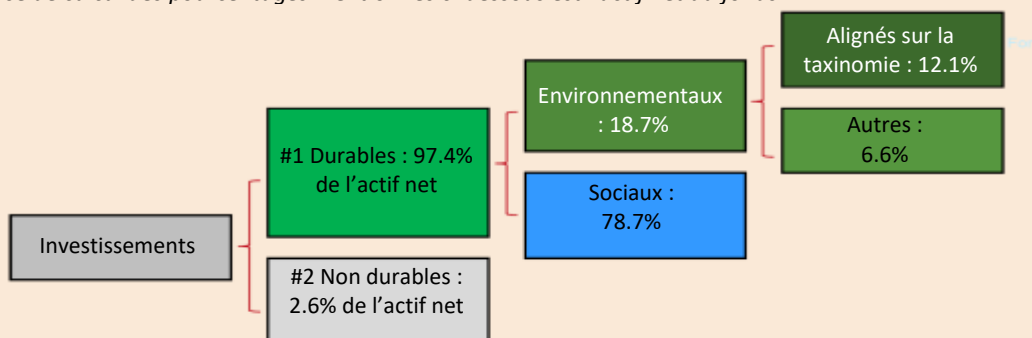 Alignés sur la
taxinomie : 12.1%
Environnementaux
: 18.7%
Autres :
6.6%
#1 Durables : 97.4%
de l’actif net
Sociaux :
78.7%
Investissements
#2 Non durables :
2.6% de l’actif net